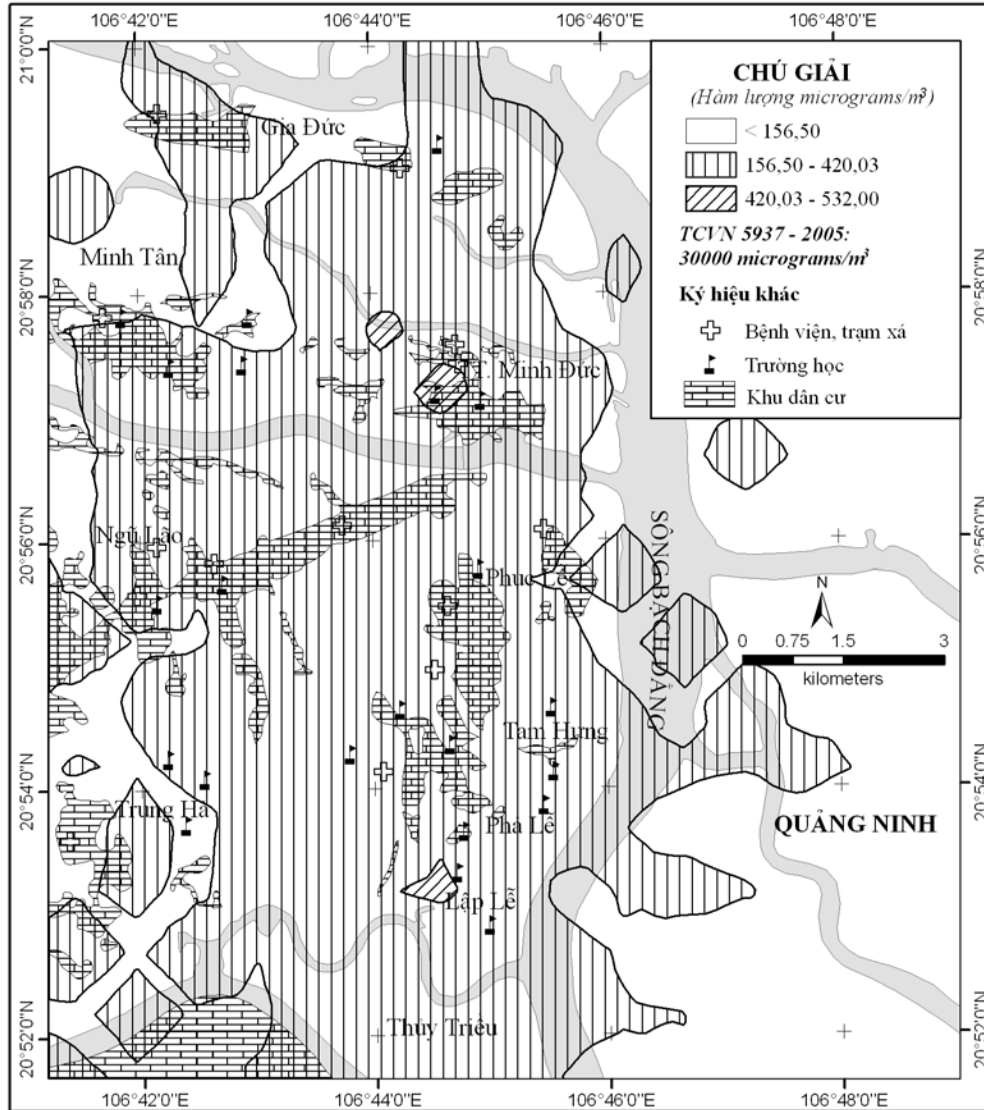 106°42'0"E
106°44'0"E
106°46'0"E
106°48'0"E
21°0'0"N
20°58'0"N
20°56'0"N
20°54'0"N
20°52'0"N
CHÚ GIẢI
(Hàm lượng micrograms/m³)
< 156,50
156,50 - 420,03
420,03 - 532,00
TCVN 5937 - 2005:
30000 micrograms/m³
Ký hiệu khác
Bệnh viện, trạm xá
Trường học
Khu dân cư
Gia Đức
Minh Tân
TT. Minh Đức
Ngũ Lão
Phuc Lễ
SÔNG BẠCH ĐẰNG
N
0 0.75 1.5 3
kilometers
Tam Hưng
Trung Hà
Phả Lễ
QUẢNG NINH
Lập Lễ
Thủy Triều
20°58'0"N
20°56'0"N
20°54'0"N
20°52'0"N
106°42'0"E
106°44'0"E
106°46'0"E
106°48'0"E